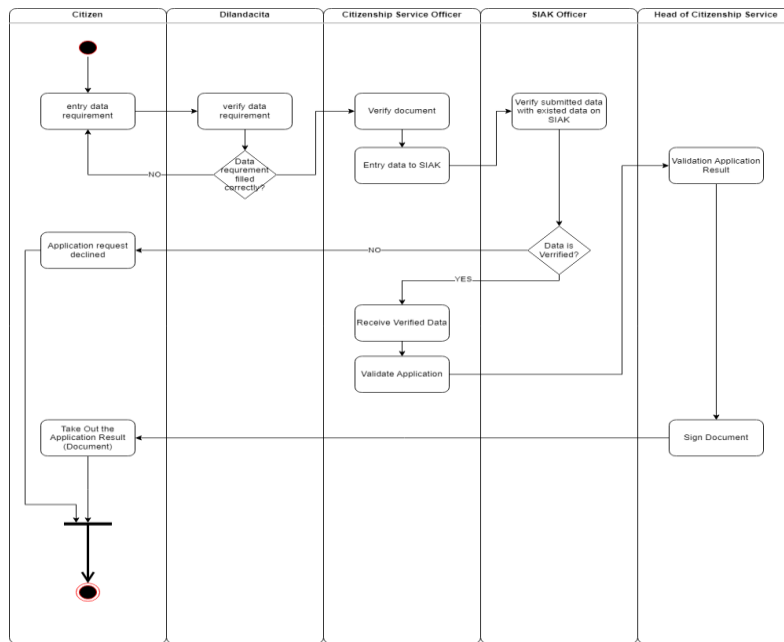 Citizen
Dilandacita
Citizenship Service Officer
SIAK Officer
Head of Citizenship Service
entry data
requirement
verify data
requirement
Verify document
Verify submitted data
with existed data on
SIAK
Data
requrement
filled
correctly?
NO
Entry data to SIAK
Validation Application
Result
Application request
declined
NO
Data is
Verrified?
YES
Receive Verified Data
Validate Application
Take Out the
Application Result
(Document)
Sign Document